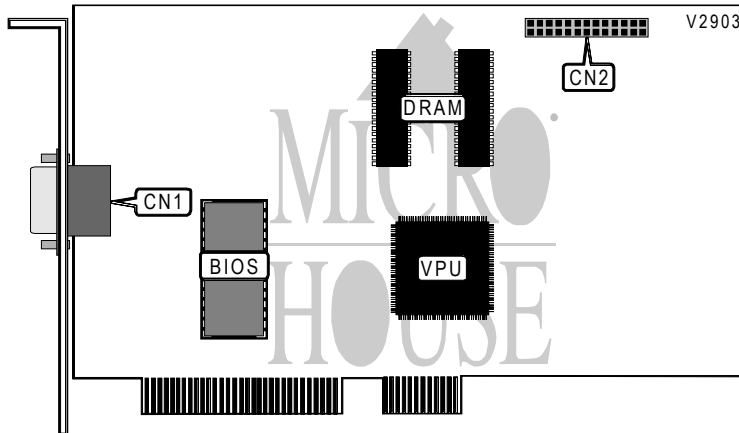 V2903
CN2
DRAM
MICRO
CN1
BIOS
VPU
HOUSE